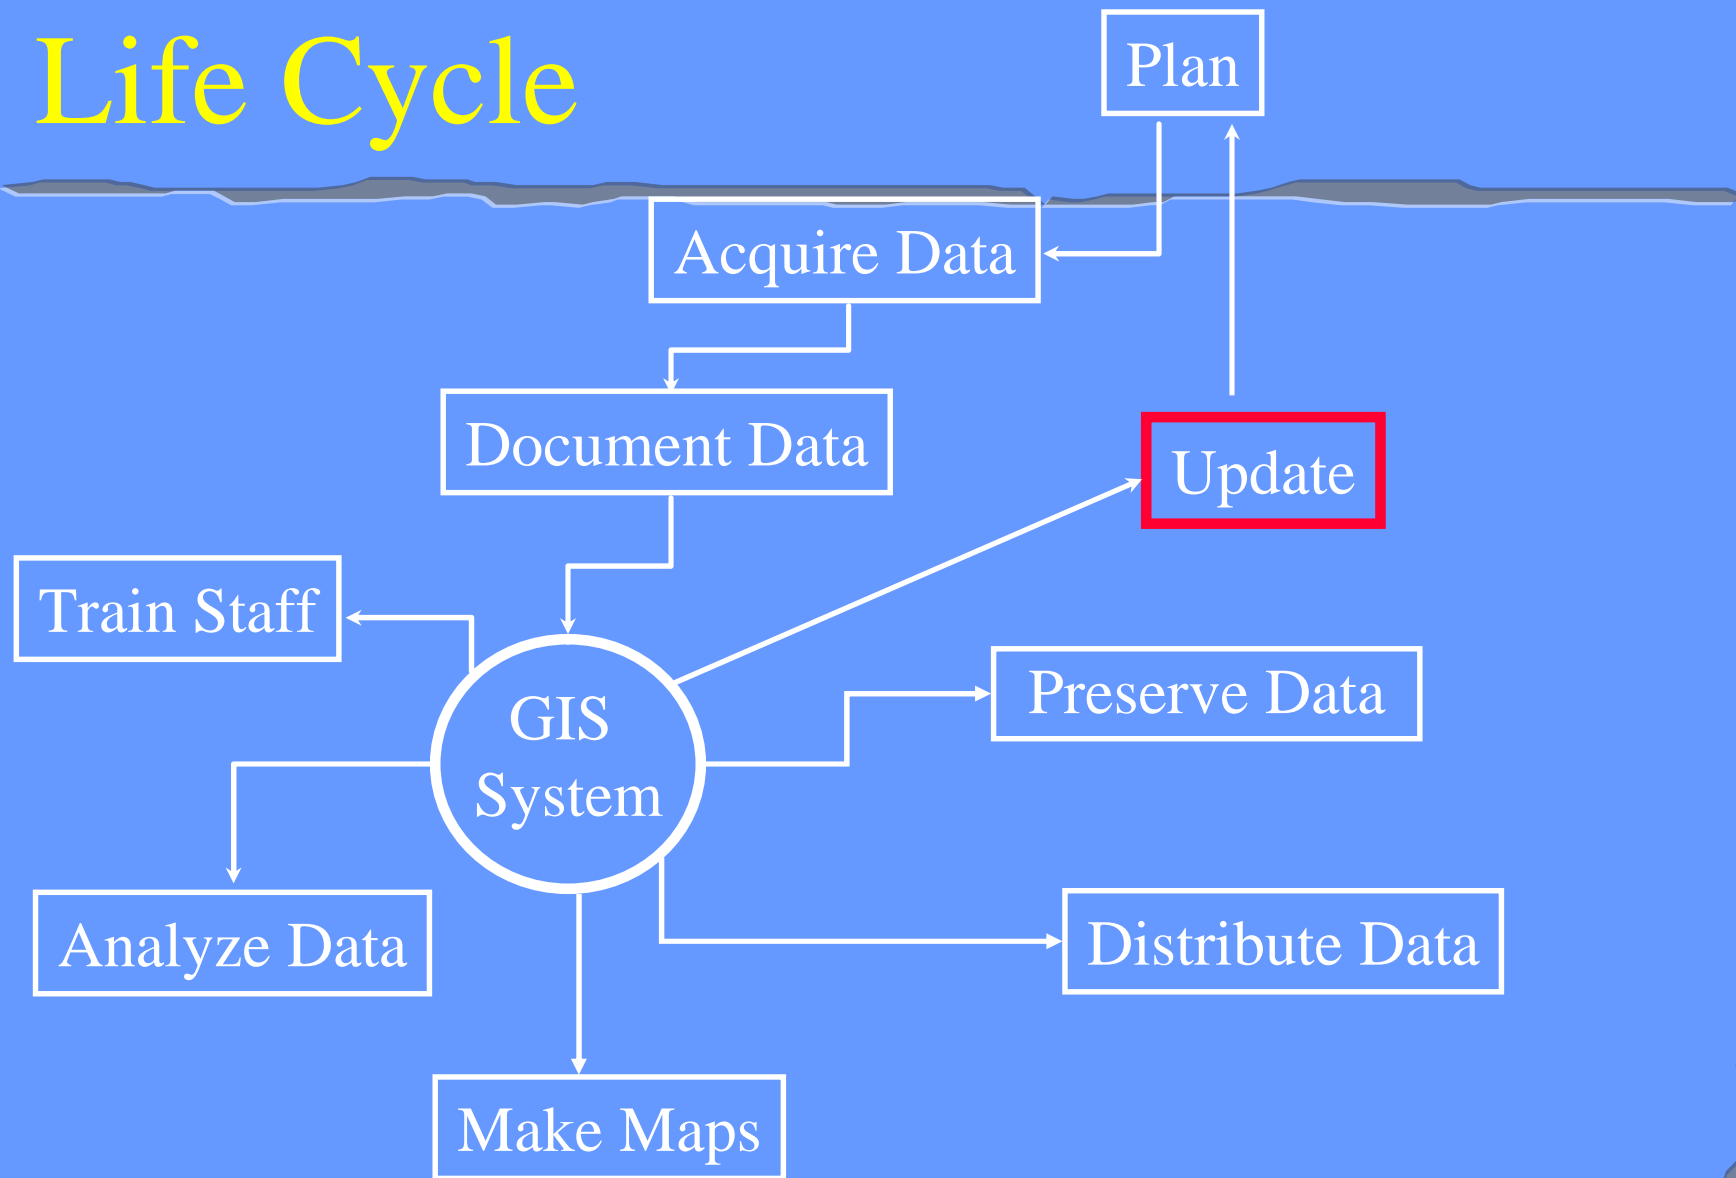 Life Cycle
Plan
Acquire Data
Document Data
Update
Train Staff
GIS
System
Preserve Data
Analyze Data
Distribute Data
Make Maps